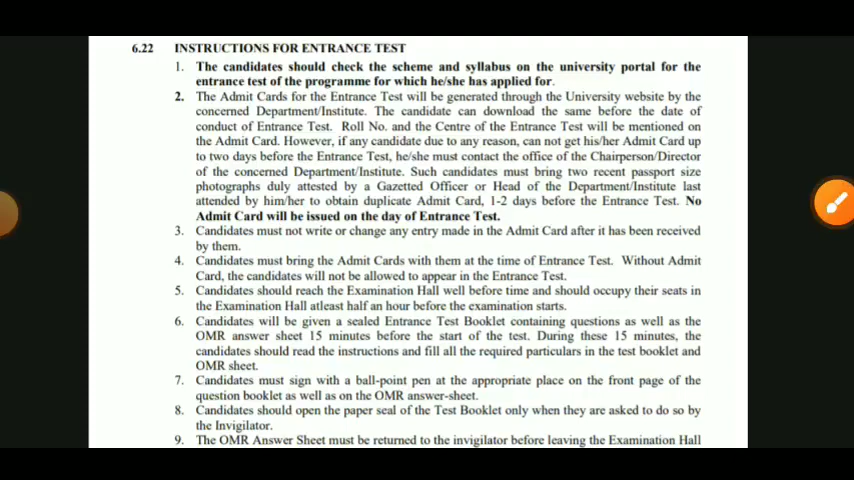 6.22 INSTRUCTIONS FOR ENTRANCE TEST
1. The candidates should check the scheme and syllabus on the university portal for the
entrance test of the programme for which he/she has applied for.
2. The Admit Cards for the Entrance Test will be generated through the University website by the
concerned Department/Institute. The candidate can download the same before the date of
conduct of Entrance Test. Roll No. and the Centre of the Entrance Test will be mentioned on
the Admit Card. However, if any candidate due to any reason, can not get his/her Admit Card up
to two days before the Entrance Test, he/she must contact the office of the Chairperson/Director
of the concerned Department/Institute. Such candidates must bring two recent passport size
photographs duly attested by a Gazetted Officer or Head of the Department/Institute last
attended by him/her to obtain duplicate Admit Card, 1-2 days before the Entrance Test. No
Admit Card will be issued on the day of Entrance Test.
3. Candidates must not write or change any entry made in the Admit Card after it has been received
by them.
4. Candidates must bring the Admit Cards with them at the time of Entrance Test. Without Admit
Card, the candidates will not be allowed to appear in the Entrance Test.
5. Candidates should reach the Examination Hall well before time and should occupy their seats in
the Examination Hall atleast half an hour before the examination starts.
6. Candidates will be given a sealed Entrance Test Booklet containing questions as well as the
OMR answer sheet 15 minutes before the start of the test. During these 15 minutes, the
candidates should read the instructions and fill all the required particulars in the test booklet and
OMR sheet.
7. Candidates must sign with a ball-point pen at the appropriate place on the front page of the
question booklet as well as on the OMR answer-sheet.
8. Candidates should open the paper seal of the Test Booklet only when they are asked to do so by
the Invigilator.
9. The OMR Answer Sheet must be returned to the invigilator before leaving the Examination Hall